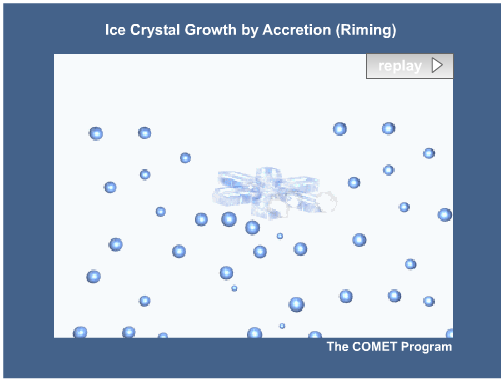 Ice Crystal Growth by Accretion (Riming)
replay
The COMET Program